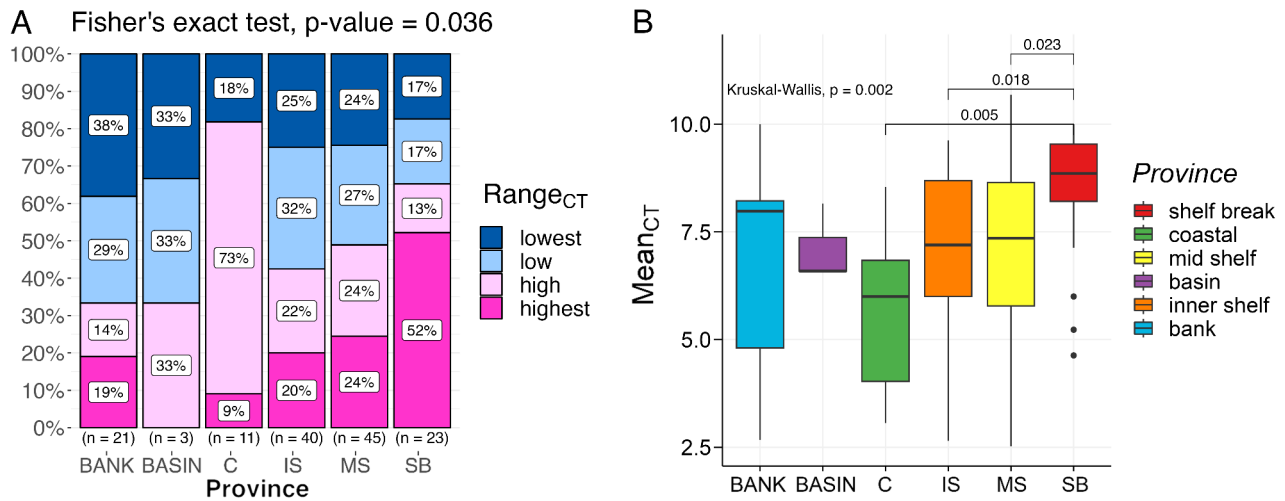 A
Fisher's exact test, p-value = 0.036
100%
90%
80%
70%
60%
50%
40%
30%
20%
10%
0%
38%
29%
14%
19%
33%
33%
33%
18%
73%
9%
25%
32%
22%
20%
24%
27%
24%
24%
17%
17%
13%
52%
(n = 21) (n = 3) (n = 11) (n = 40) (n = 45) (n = 23)
BANK BASIN C IS MS SB
Province
RangeCT
lowest
low
high
highest
B
MeanCT
10.0
7.5
5.0
2.5
Kruskal-Wallis, p = 0.002
0.023
0.018
0.005
BANK BASIN C IS MS SB
Province
shelf break
coastal
mid shelf
basin
inner shelf
bank